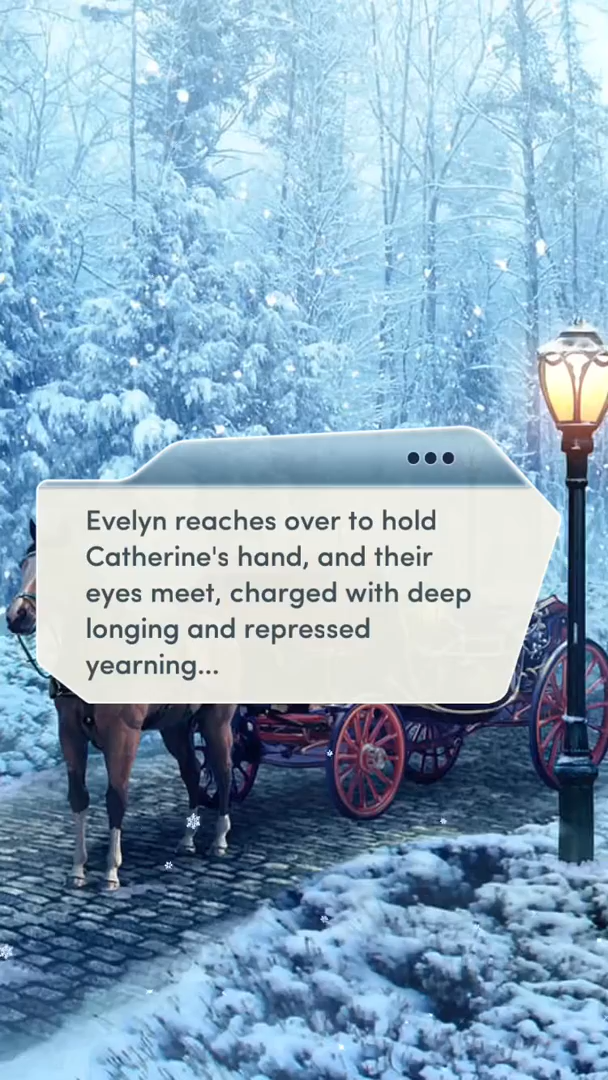 Evelyn reaches over to hold
Catherine's hand, and their
eyes meet, charged with deep
longing and repressed
yearning...